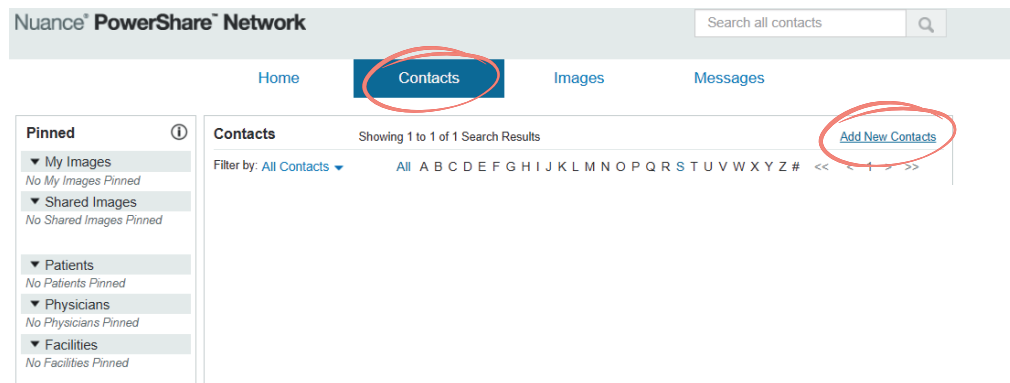 Nuance® PowerShare™ Network
Search all contacts
Home Contacts Images Messages
Pinned
My Images
No My Images Pinned
Shared Images
No Shared Images Pinned
Patients
No Patients Pinned
Physicians
No Physicians Pinned
Facilities
No Facilities Pinned
Contacts Showing 1 to 1 of 1 Search Results Add New Contacts
Filter by: All Contacts All A B C D E F G H I J K L M N O P Q R S T U V W X Y Z # << < 1 > >>